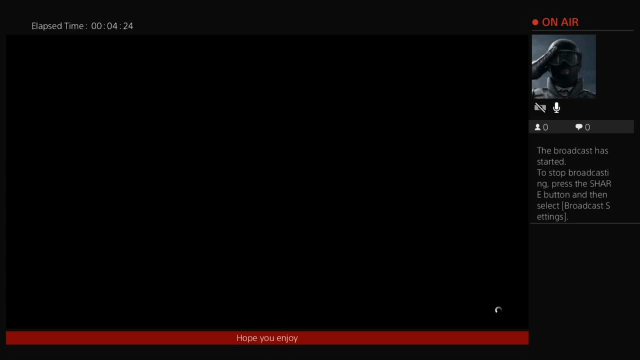 Elapsed Time : 00 : 04 : 24
ON AIR
0 0
The broadcast has
started.
To stop broadcasti
ng, press the SHAR
E button and then
select [Broadcast S
ettings].
Hope you enjoy